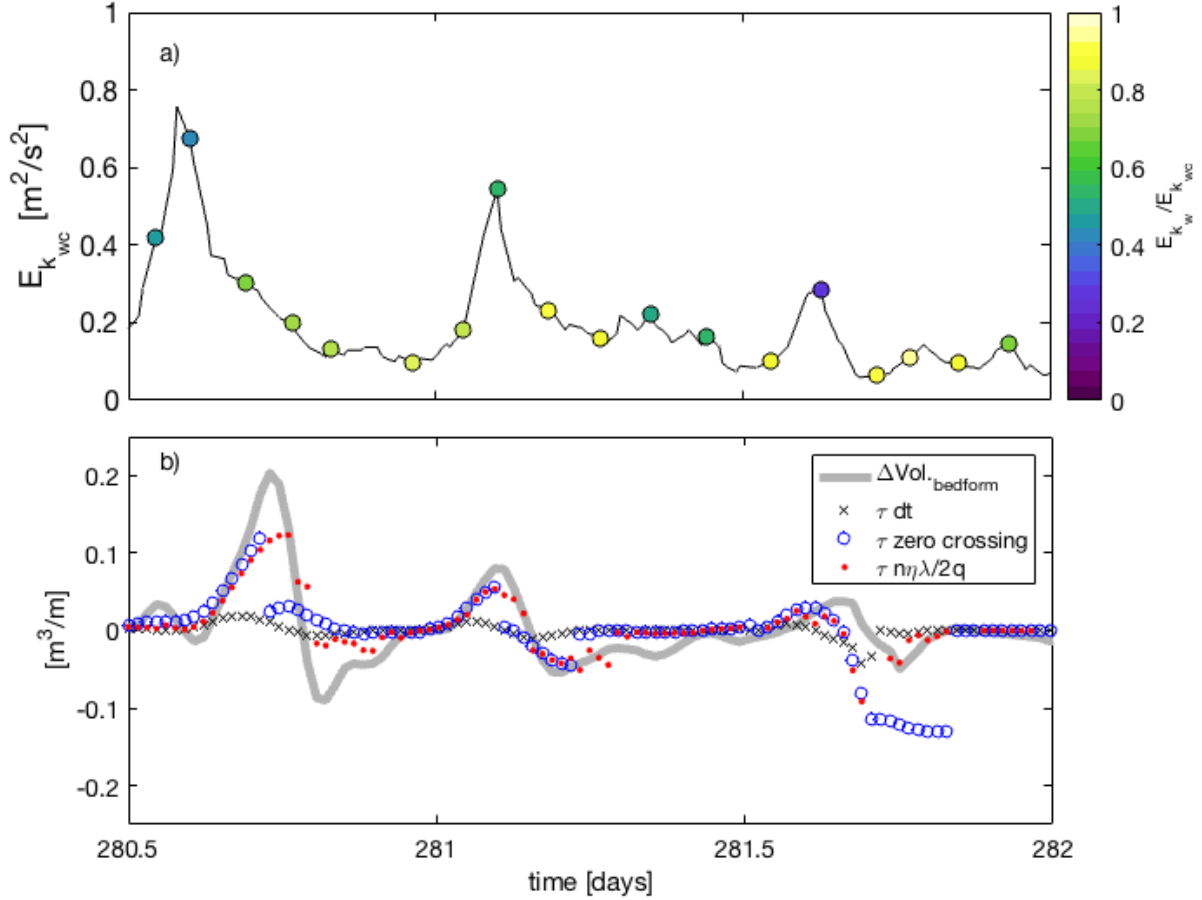 a)
1
0.8
0.6
0.4
0.2
0
E_k_wc [m²/s²]
1
0.8
0.6
0.4
0.2
0
E_k_w/E_k_wc
b)
0.2
0.1
0
-0.1
-0.2
[m³/m]
ΔVol._bedform
τ dt
τ zero crossing
τ nηλ/2q
280.5 281 281.5 282
time [days]